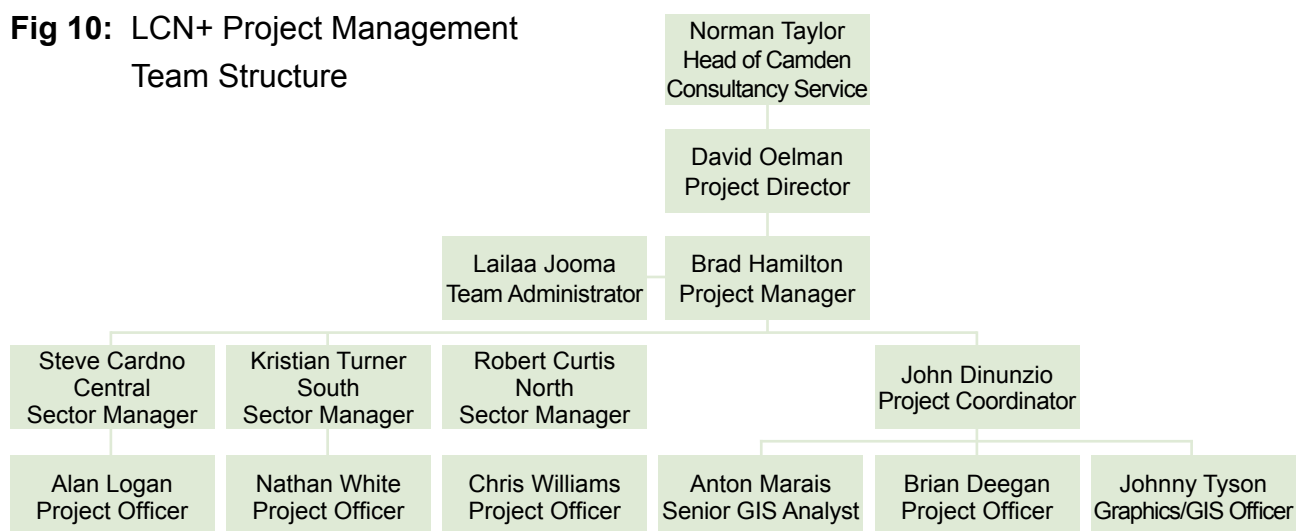 Fig 10: LCN+ Project Management
Team Structure
Norman Taylor
Head of Camden
Consultancy Service
David Oelman
Project Director
Lailaa Jooma
Team Administrator
Brad Hamilton
Project Manager
Steve Cardno
Central
Sector Manager
Kristian Turner
South
Sector Manager
Robert Curtis
North
Sector Manager
John Dinunzio
Project Coordinator
Alan Logan
Project Officer
Nathan White
Project Officer
Chris Williams
Project Officer
Anton Marais
Senior GIS Analyst
Brian Deegan
Project Officer
Johnny Tyson
Graphics/GIS Officer